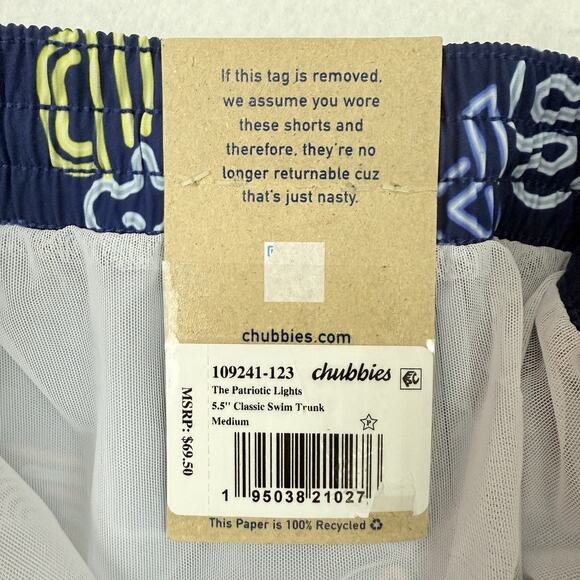 If this tag is removed,
we assume you wore
these shorts and
therefore, they're no
longer returnable cuz
that's just nasty.
chubbies.com
109241-123 chubbies
The Patriotic Lights
5.5" Classic Swim Trunk
Medium
P
MSRP: $69.50
1 95038 21027
This Paper is 100% Recycled